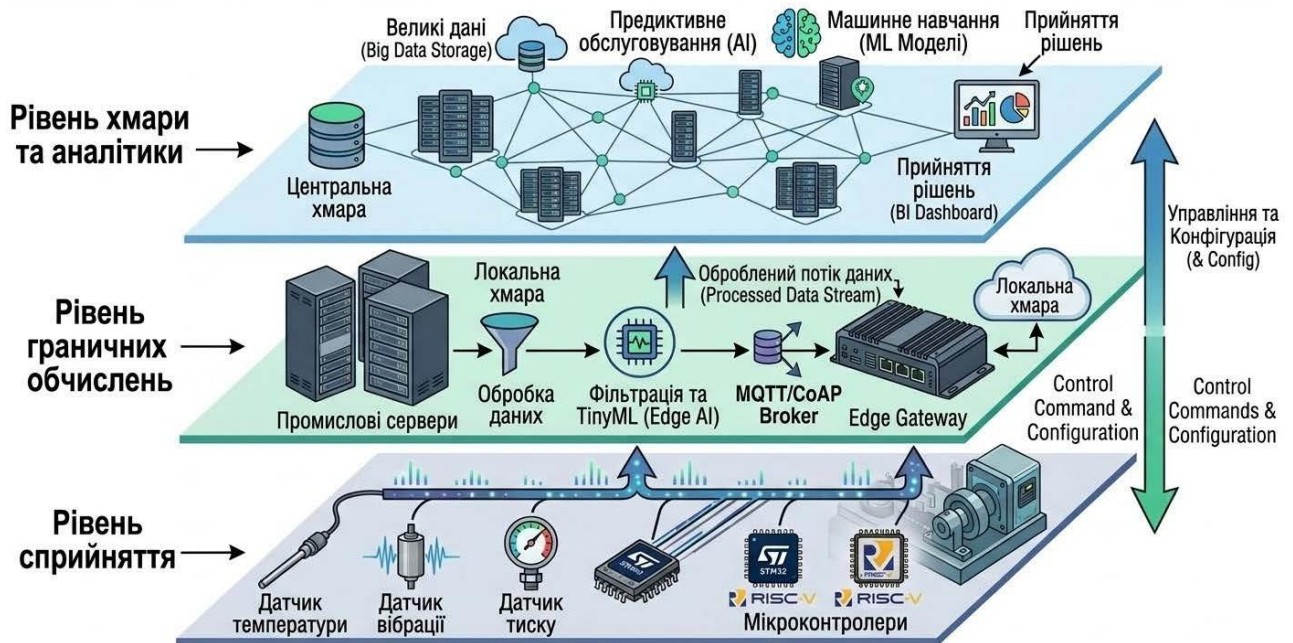 Великі дані
(Big Data Storage)
Предиктивне
обслуговування (AI)
Машинне навчання
(ML Моделі)
Прийняття
рішень
Рівень хмари
та аналітики
Центральна
хмара
Прийняття
рішень
(BI Dashboard)
Управління та
Конфігурація
(& Config)
Рівень
граничних
обчислень
Локальна
хмара
Оброблений потік даних
(Processed Data Stream)
Локальна
хмара
Промислові сервери
Обробка
даних
Фільтрація та
TinyML (Edge AI)
MQTT/CoAP
Broker
Edge Gateway
Control
Command &
Configuration
Control
Commands &
Configuration
Рівень
сприйняття
Датчик
температури
Датчик
вібрації
Датчик
тиску
ST
ST
STM32
RISC-V
RISC-V
Мікроконтролери